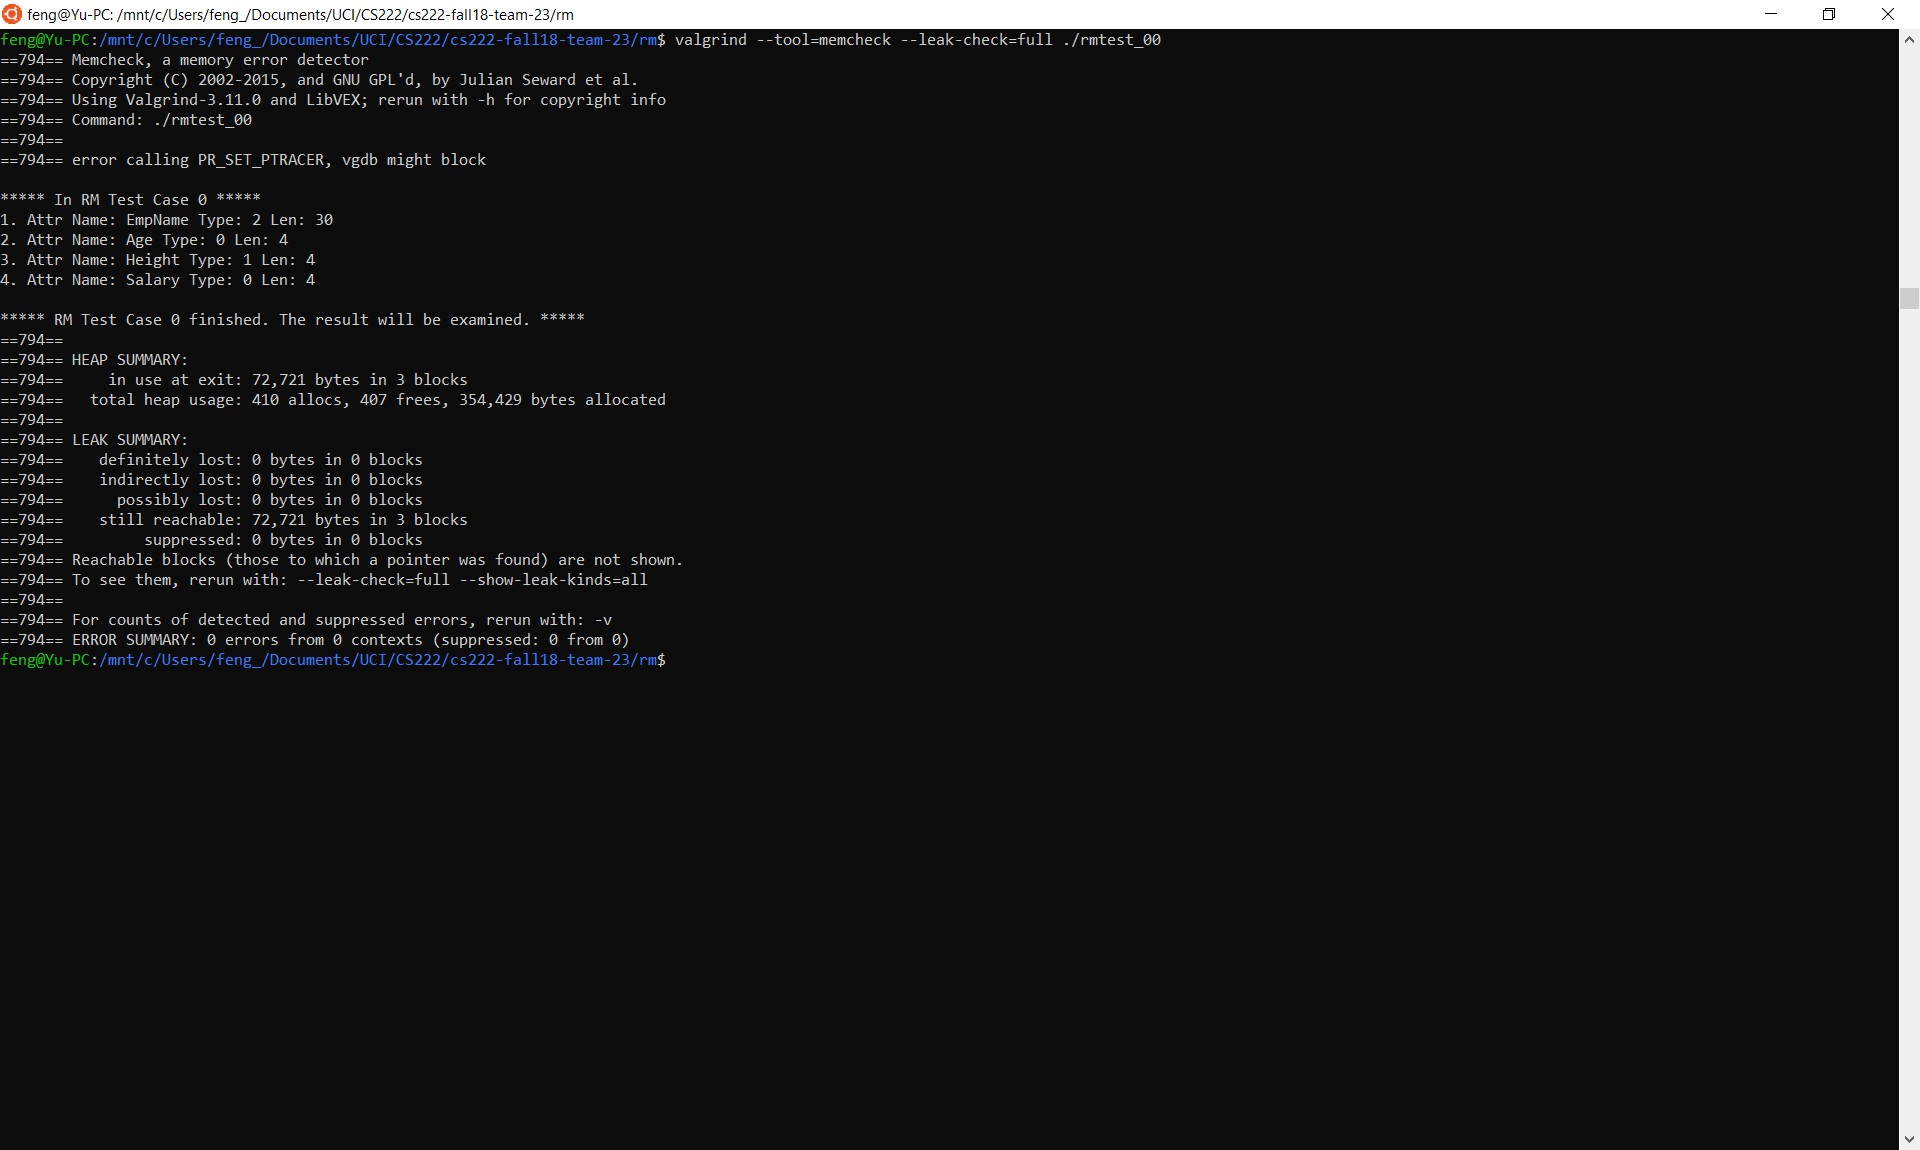 feng@Yu-PC: /mnt/c/Users/feng_/Documents/UCI/CS222/cs222-fall18-team-23/rm
feng@Yu-PC:/mnt/c/Users/feng_/Documents/UCI/CS222/cs222-fall18-team-23/rm$ valgrind --tool=memcheck --leak-check=full ./rmtest_00
==794== Memcheck, a memory error detector
==794== Copyright (C) 2002-2015, and GNU GPL'd, by Julian Seward et al.
==794== Using Valgrind-3.11.0 and LibVEX; rerun with -h for copyright info
==794== Command: ./rmtest_00
==794==
==794== error calling PR_SET_PTRACER, vgdb might block

***** In RM Test Case 0 *****
1. Attr Name: EmpName Type: 2 Len: 30
2. Attr Name: Age Type: 0 Len: 4
3. Attr Name: Height Type: 1 Len: 4
4. Attr Name: Salary Type: 0 Len: 4

***** RM Test Case 0 finished. The result will be examined. *****
==794==
==794== HEAP SUMMARY:
==794==     in use at exit: 72,721 bytes in 3 blocks
==794==   total heap usage: 410 allocs, 407 frees, 354,429 bytes allocated
==794==
==794== LEAK SUMMARY:
==794==    definitely lost: 0 bytes in 0 blocks
==794==    indirectly lost: 0 bytes in 0 blocks
==794==      possibly lost: 0 bytes in 0 blocks
==794==    still reachable: 72,721 bytes in 3 blocks
==794==         suppressed: 0 bytes in 0 blocks
==794== Reachable blocks (those to which a pointer was found) are not shown.
==794== To see them, rerun with: --leak-check=full --show-leak-kinds=all
==794==
==794== For counts of detected and suppressed errors, rerun with: -v
==794== ERROR SUMMARY: 0 errors from 0 contexts (suppressed: 0 from 0)
feng@Yu-PC:/mnt/c/Users/feng_/Documents/UCI/CS222/cs222-fall18-team-23/rm$